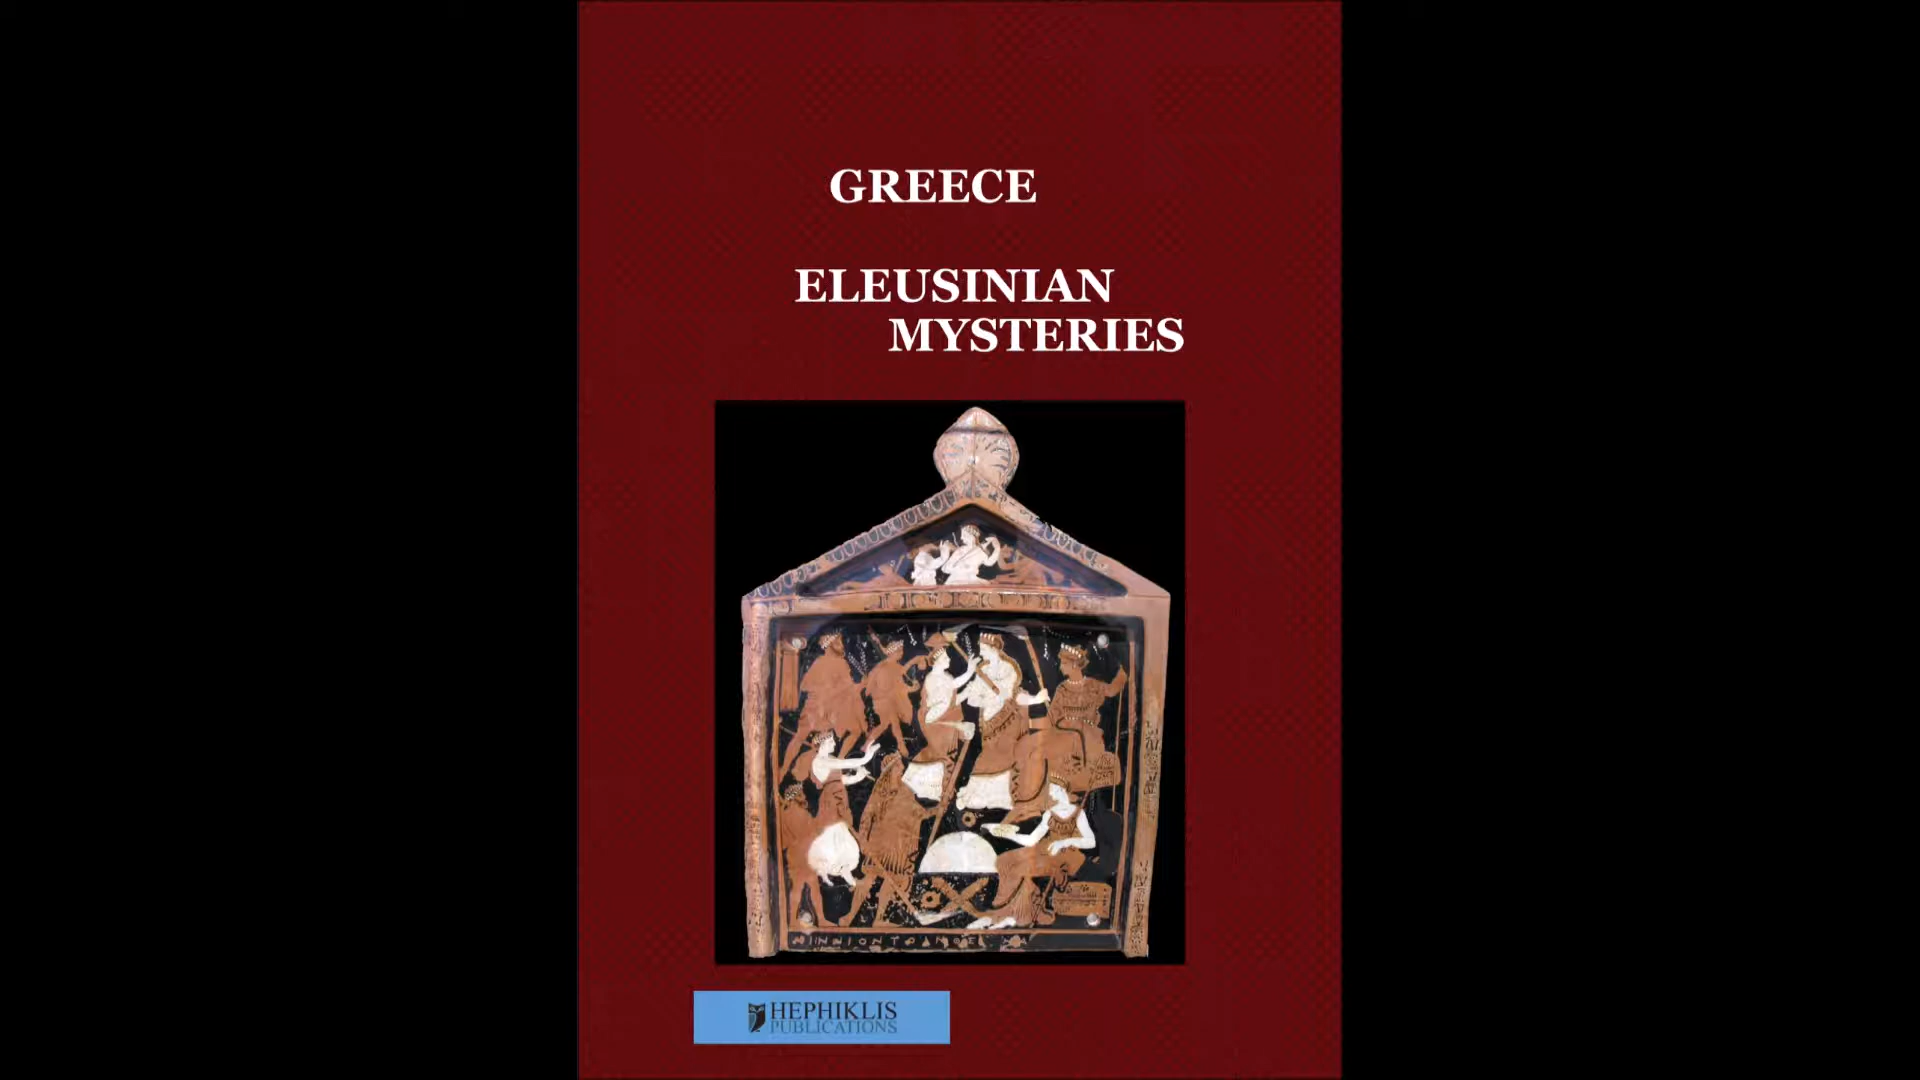 GREECE
ELEUSINIAN
MYSTERIES
HEPHIKLIS
PUBLICATIONS